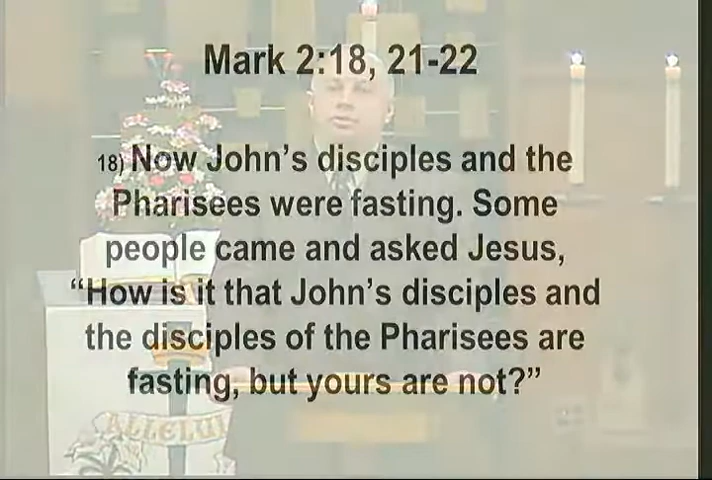 Mark 2:18, 21-22
18) Now John's disciples and the
Pharisees were fasting. Some
people came and asked Jesus,
“How is it that John's disciples and
the disciples of the Pharisees are
fasting, but yours are not?”
ALLELUI